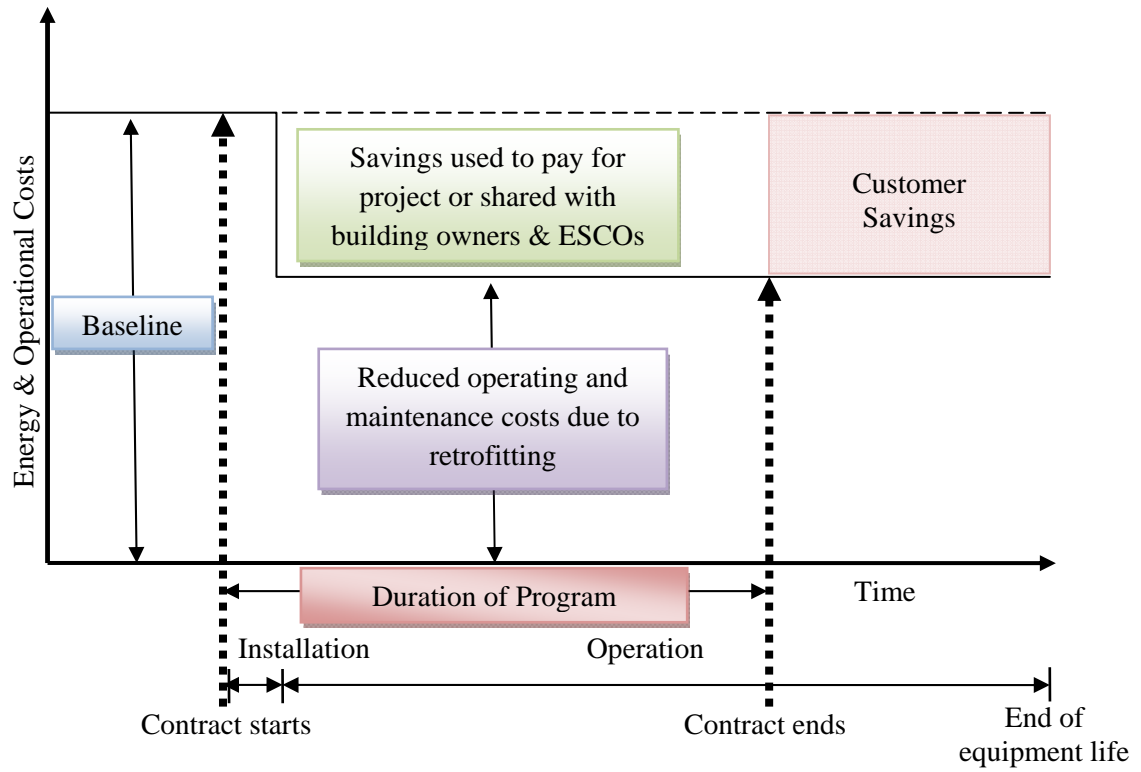 Energy & Operational Costs
Savings used to pay for
project or shared with
building owners & ESCOs
Customer
Savings
Baseline
Reduced operating and
maintenance costs due to
retrofitting
Duration of Program
Time
Installation
Operation
Contract starts
Contract ends
End of
equipment life